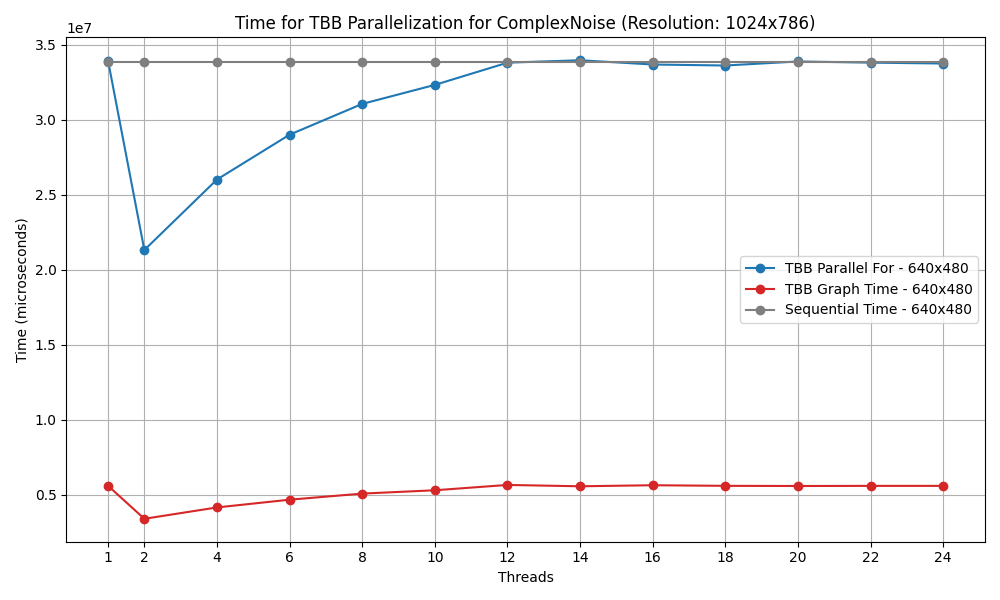 Time for TBB Parallelization for ComplexNoise (Resolution: 1024x786)
1e7
3.5
3.0
2.5
2.0
1.5
1.0
0.5
Time (microseconds)
TBB Parallel For - 640x480
TBB Graph Time - 640x480
Sequential Time - 640x480
1 2 4 6 8 10 12 14 16 18 20 22 24
Threads